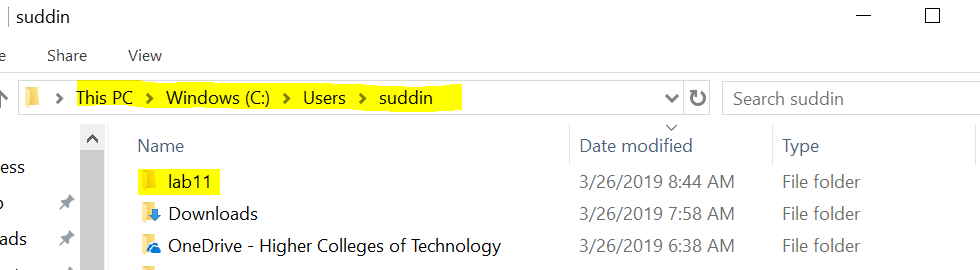 suddin
Share View
This PC Windows (C:) Users suddin Search suddin
Name Date modified Type
lab11 3/26/2019 8:44 AM File folder
Downloads 3/26/2019 7:58 AM File folder
OneDrive - Higher Colleges of Technology 3/26/2019 6:38 AM File folder